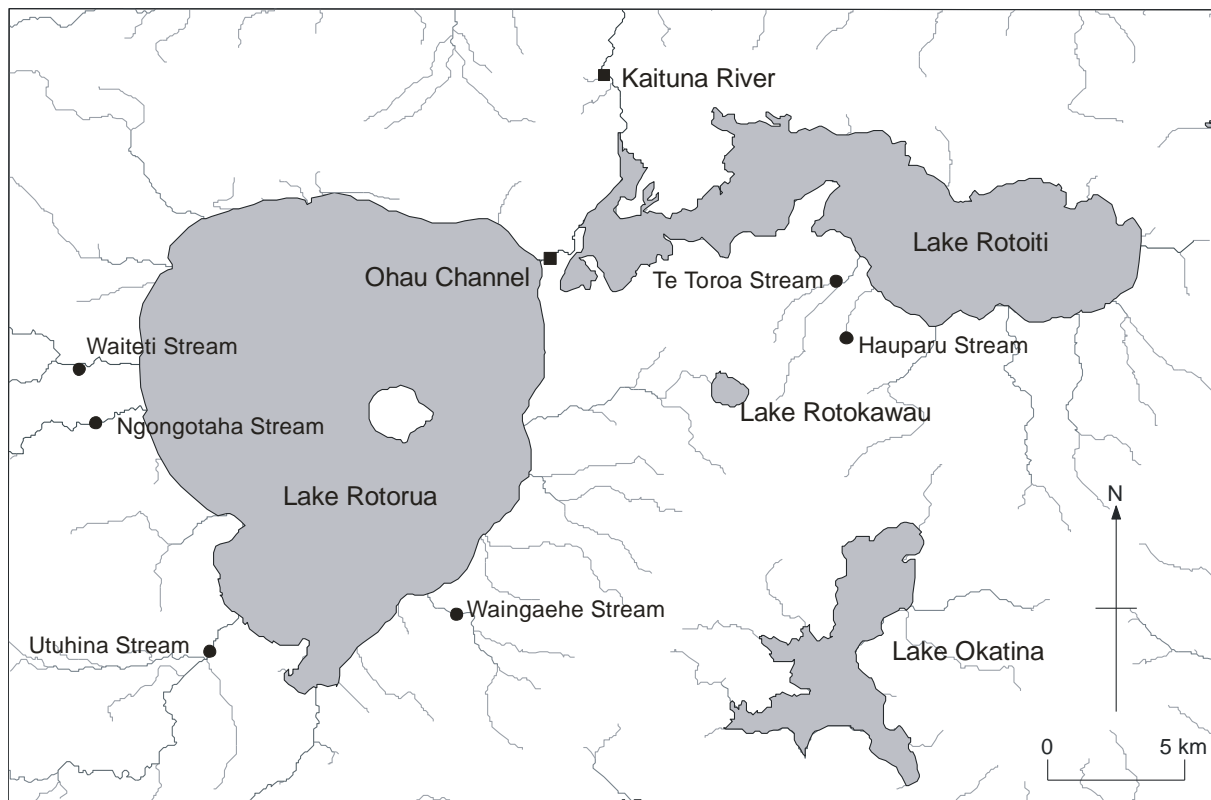 Kaituna River
Lake Rotoiti
Ohau Channel
Te Toroa Stream
Waiteti Stream
Hauparu Stream
Lake Rotokawau
Ngongotaha Stream
Lake Rotorua
N
Waingaehe Stream
Utuhina Stream
Lake Okatina
0 5 km